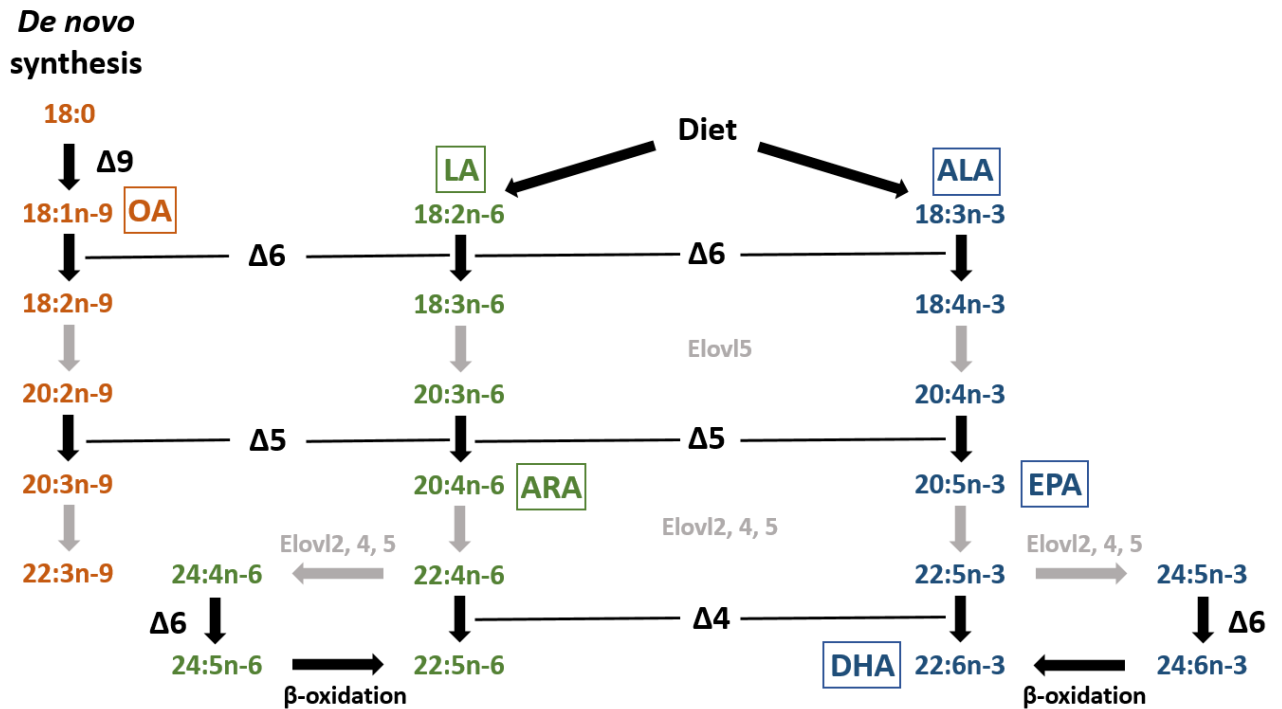 De novo
synthesis
18:0
Diet
Δ9
LA
ALA
18:1n-9 OA
18:2n-6
18:3n-3
Δ6
Δ6
18:2n-9
18:3n-6
18:4n-3
Elovl5
20:2n-9
20:3n-6
20:4n-3
Δ5
Δ5
20:3n-9
20:4n-6 ARA
20:5n-3 EPA
Elovl2, 4, 5
Elovl2, 4, 5
Elovl2, 4, 5
22:3n-9
24:4n-6
22:4n-6
22:5n-3
24:5n-3
Δ6
Δ4
Δ6
24:5n-6
22:5n-6
DHA 22:6n-3
24:6n-3
β-oxidation
β-oxidation